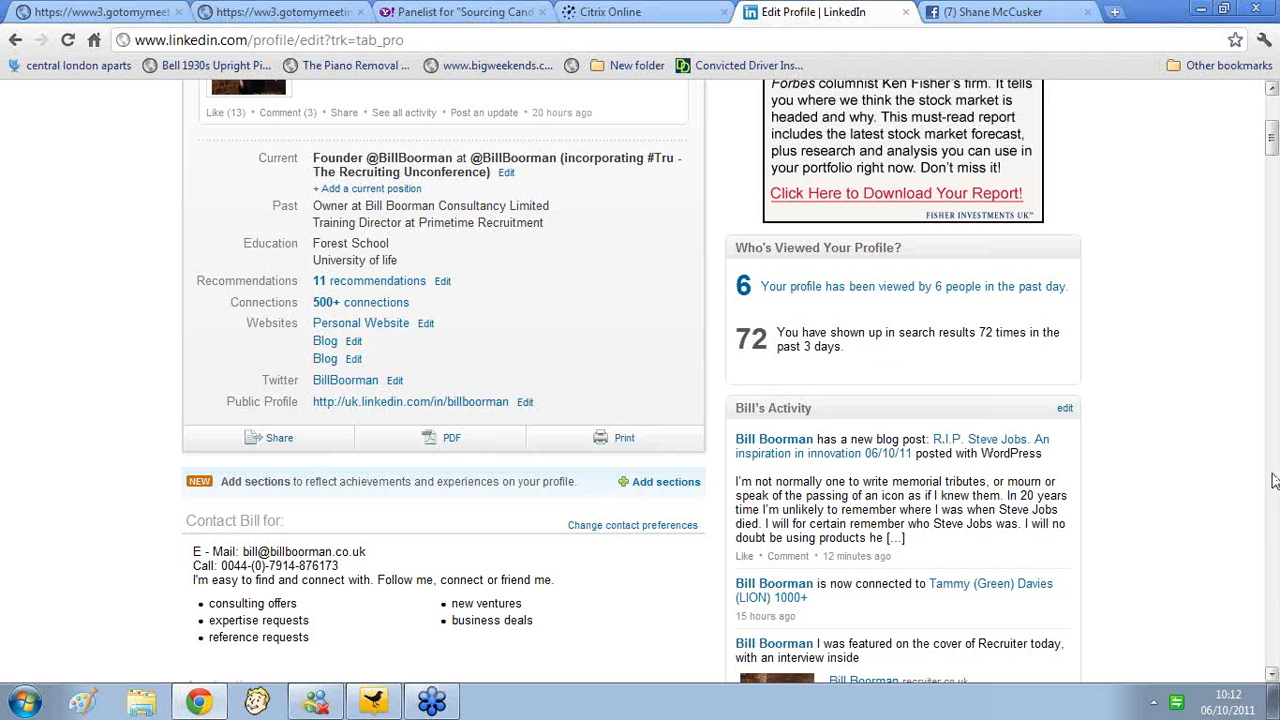 https://www3.gotomymeet
https://www3.gotomymeetin
Panelist for "Sourcing Cand
Citrix Online
Edit Profile | LinkedIn
(7) Shane McCusker
www.linkedin.com/profile/edit?trk=tab_pro
central london aparts
Bell 1930s Upright Pi...
The Piano Removal ...
www.bigweekends.c...
New folder
Convicted Driver Ins...
Other bookmarks
Like (13) • Comment (3) • Share • See all activity • Post an update • 20 hours ago
Current Founder @BillBoorman at @BillBoorman (incorporating #Tru -
The Recruiting Unconference) Edit
+ Add a current position
Past Owner at Bill Boorman Consultancy Limited
Training Director at Primetime Recruitment
Education Forest School
University of life
Recommendations 11 recommendations Edit
Connections 500+ connections
Websites Personal Website Edit
Blog Edit
Blog Edit
Twitter BillBoorman Edit
Public Profile http://uk.linkedin.com/in/billboorman Edit
Share PDF Print
NEW Add sections to reflect achievements and experiences on your profile. Add sections
Contact Bill for: Change contact preferences
E - Mail: bill@billboorman.co.uk
Call: 0044-(0)-7914-876173
I'm easy to find and connect with. Follow me, connect or friend me.
• consulting offers • new ventures
• expertise requests • business deals
• reference requests
Forbes columnist Ken Fisher's firm. It tells
you where we think the stock market is
headed and why. This must-read report
includes the latest stock market forecast,
plus research and analysis you can use in
your portfolio right now. Don't miss it!
Click Here to Download Your Report!
FISHER INVESTMENTS UK™
Who's Viewed Your Profile?
6 Your profile has been viewed by 6 people in the past day.
72 You have shown up in search results 72 times in the
past 3 days.
Bill's Activity edit
Bill Boorman has a new blog post: R.I.P. Steve Jobs. An
inspiration in innovation 06/10/11 posted with WordPress
I'm not normally one to write memorial tributes, or mourn or
speak of the passing of an icon as if I knew them. In 20 years
time I'm unlikely to remember where I was when Steve Jobs
died. I will for certain remember who Steve Jobs was. I will no
doubt be using products he [...]
Like • Comment • 12 minutes ago
Bill Boorman is now connected to Tammy (Green) Davies
(LION) 1000+
15 hours ago
Bill Boorman I was featured on the cover of Recruiter today,
with an interview inside
Bill Boorman recruiter.co.uk
10:12
06/10/2011